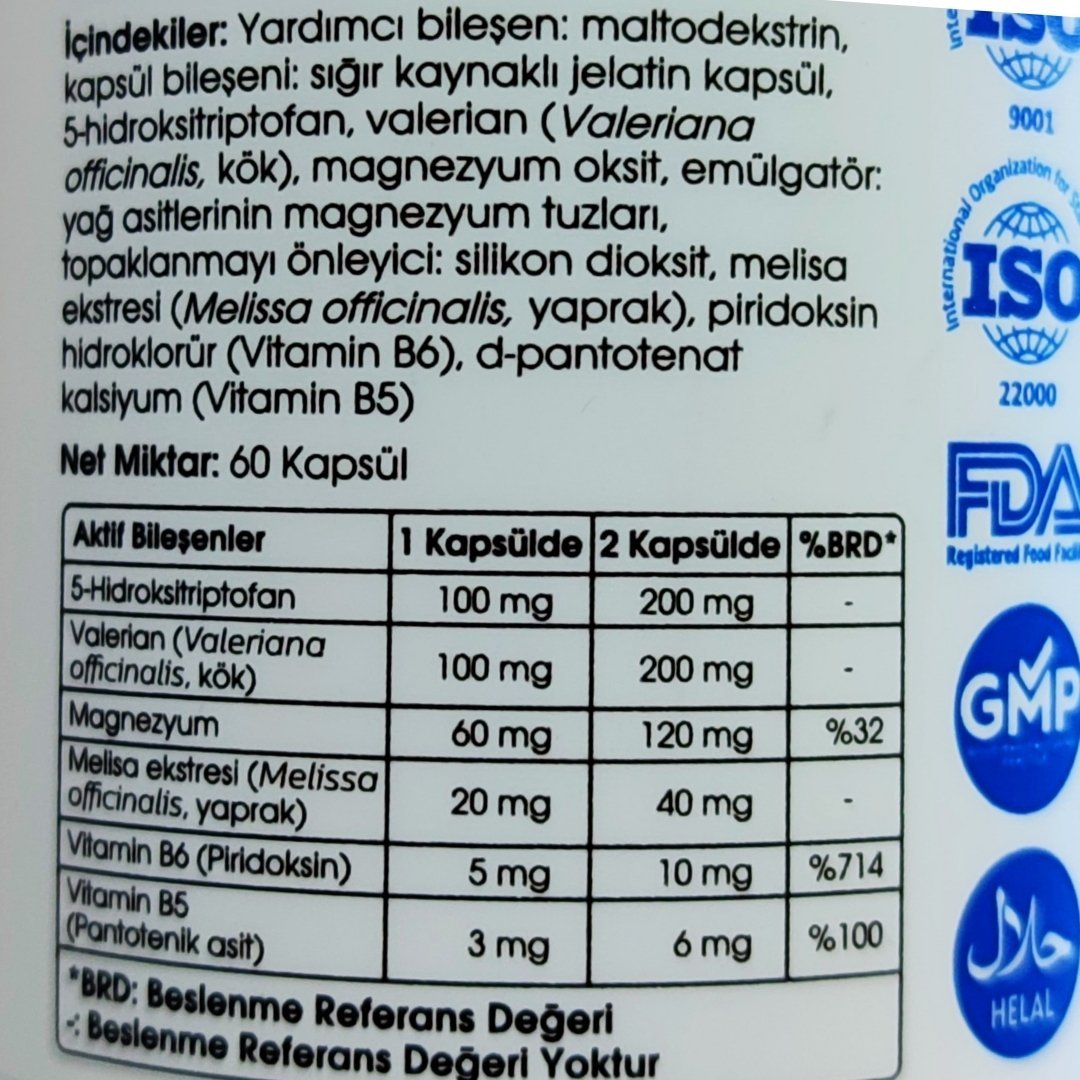 İçindekiler: Yardımcı bileşen: maltodekstrin,
kapsül bileşeni: sığır kaynaklı jelatin kapsül,
5-hidroksitriptofan, valerian (Valeriana
officinalis, kök), magnezyum oksit, emülgatör:
yağ asitlerinin magnezyum tuzları,
topaklanmayı önleyici: silikon dioksit, melisa
ekstresi (Melissa officinalis, yaprak), piridoksin
hidroklorür (Vitamin B6), d-pantotenat
kalsiyum (Vitamin B5)
Net Miktar: 60 Kapsül
Aktif Bileşenler 1 Kapsülde 2 Kapsülde %BRD*
5-Hidroksitriptofan 100 mg 200 mg -
Valerian (Valeriana
officinalis, kök) 100 mg 200 mg -
Magnezyum 60 mg 120 mg %32
Melisa ekstresi (Melissa
officinalis, yaprak) 20 mg 40 mg -
Vitamin B6 (Piridoksin) 5 mg 10 mg %714
Vitamin B5
(Pantotenik asit) 3 mg 6 mg %100
*BRD: Beslenme Referans Değeri
-: Beslenme Referans Değeri Yoktur
ISO
9001
International Organization for
ISO
22000
FDA
Registered Food
GMP
حلال
HELAL